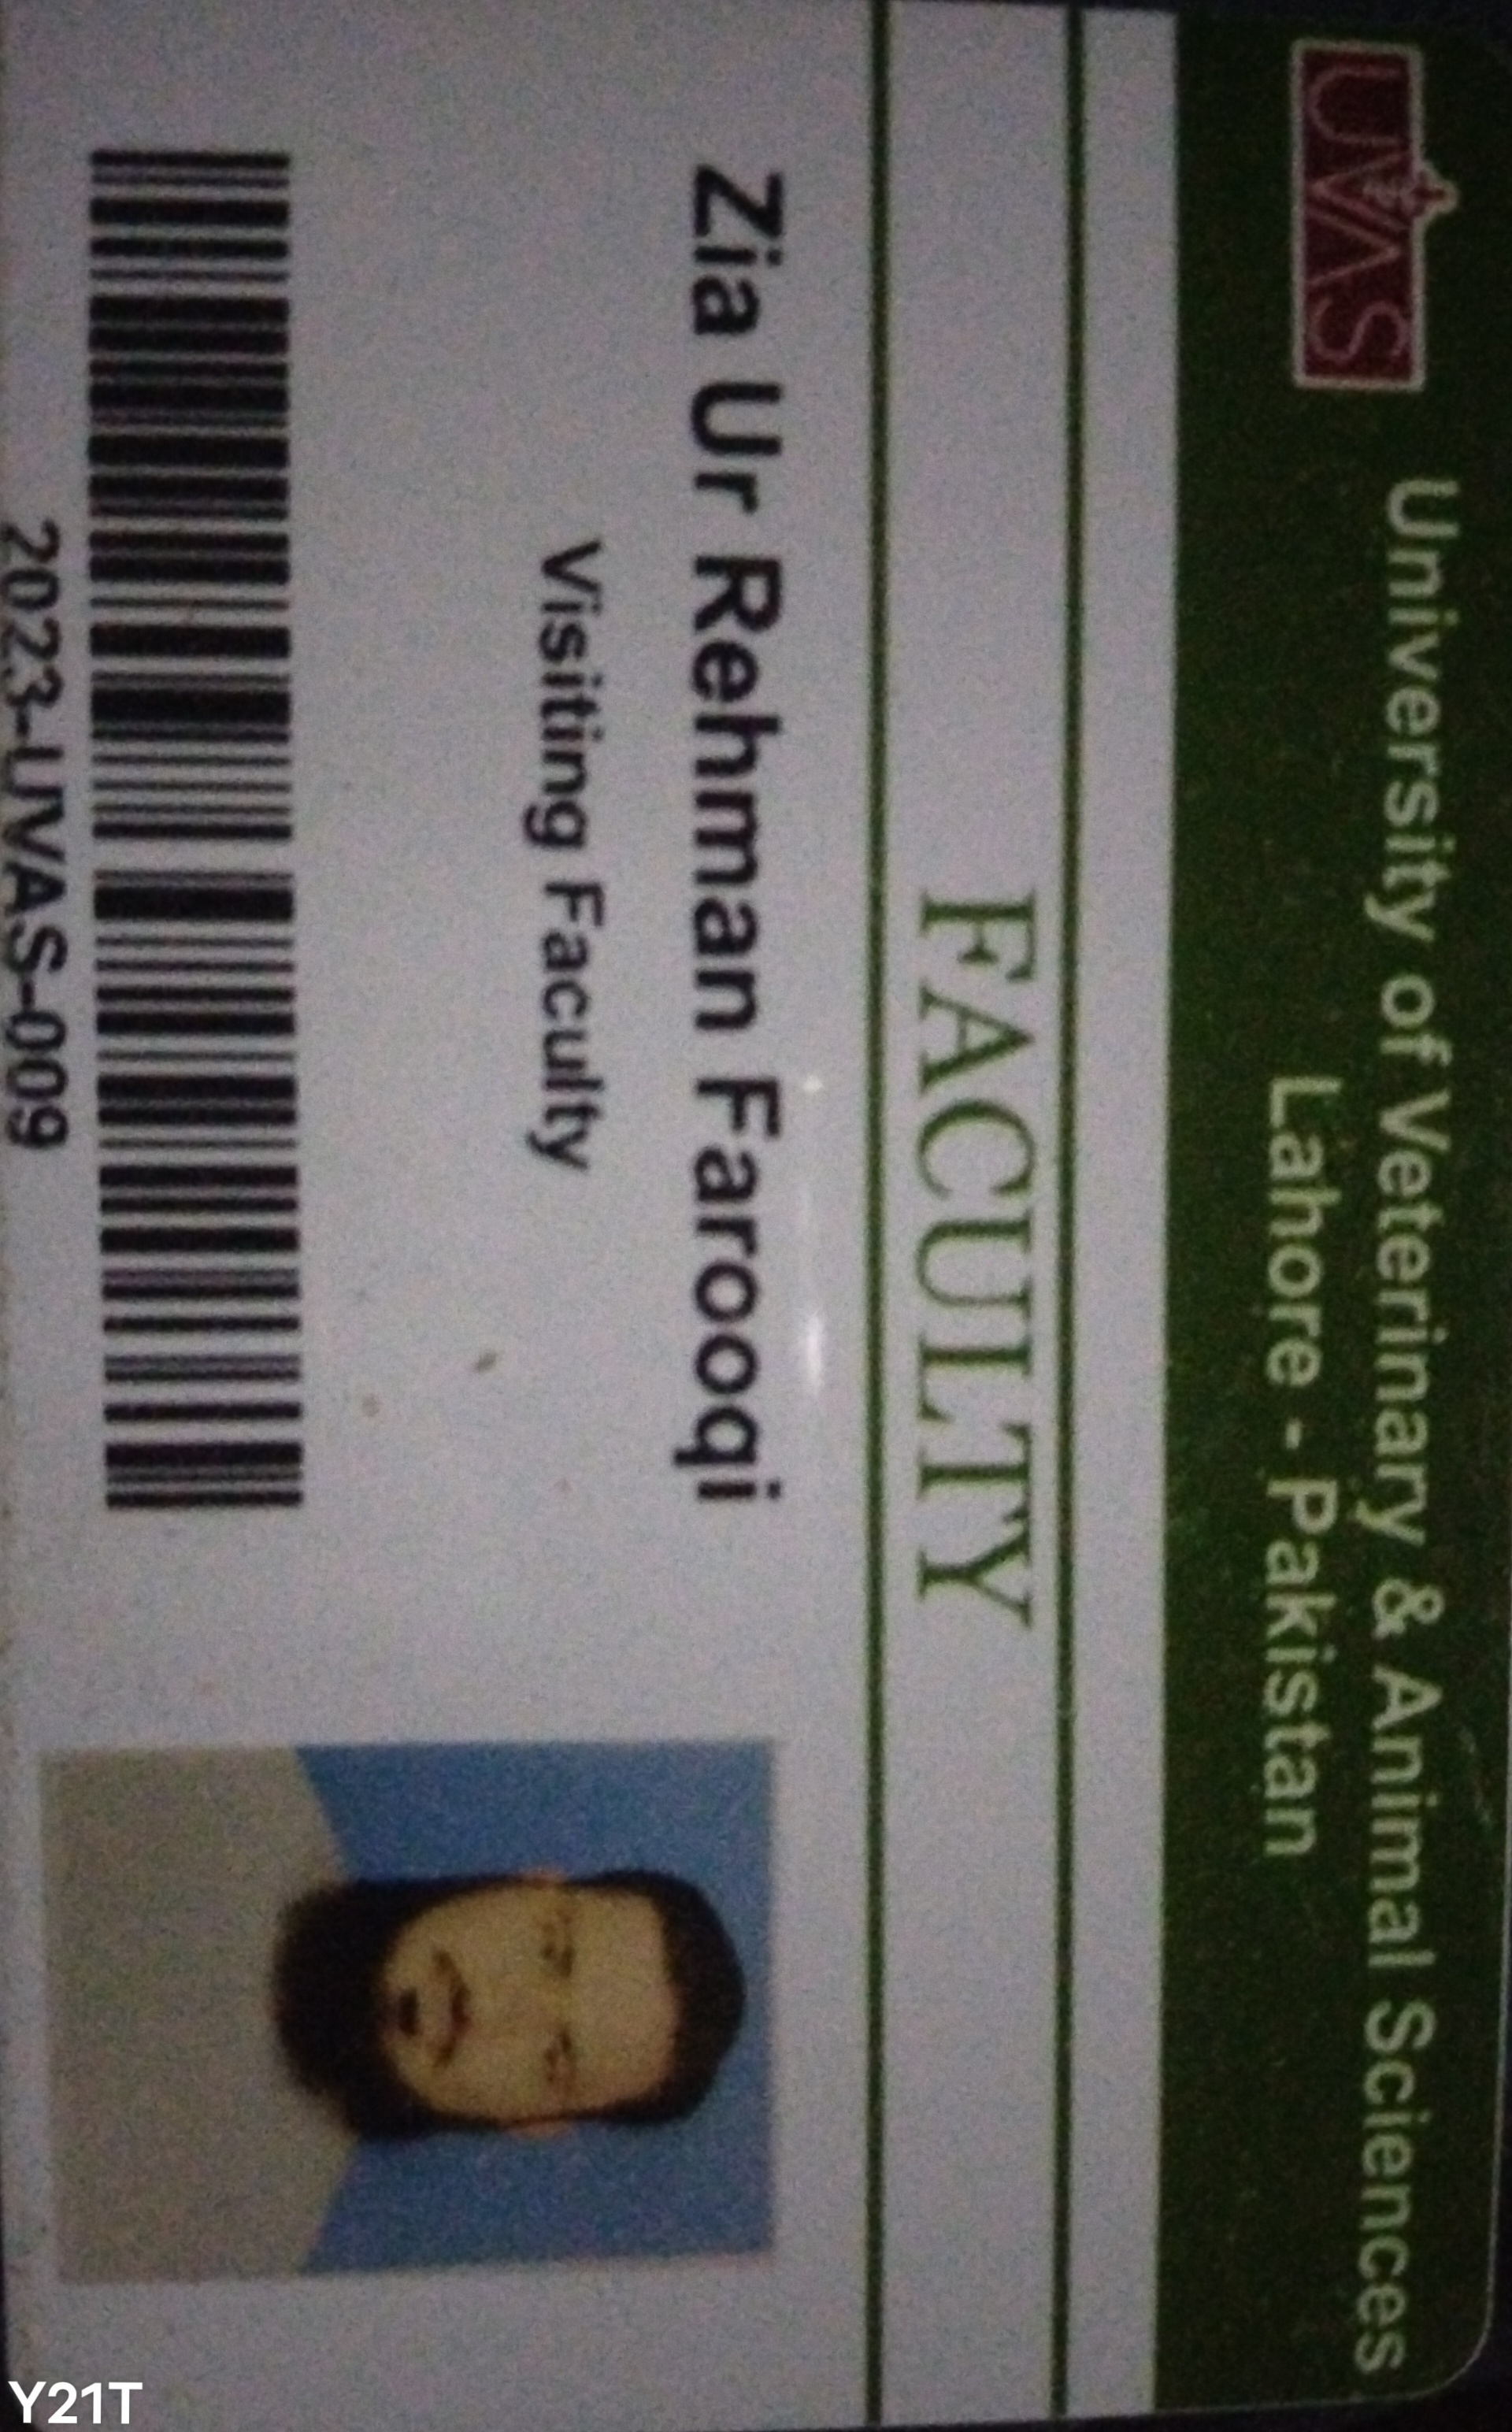 UVAS
University of Veterinary & Animal Sciences
Lahore - Pakistan
FACULTY
Zia Ur Rehman Farooqi
Visiting Faculty
2023-UVAS-009
Y21T